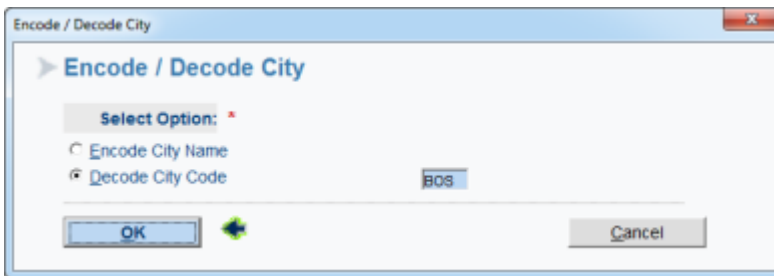 Encode / Decode City
Encode / Decode City
Select Option: *
Encode City Name
Decode City Code BOS
OK Cancel